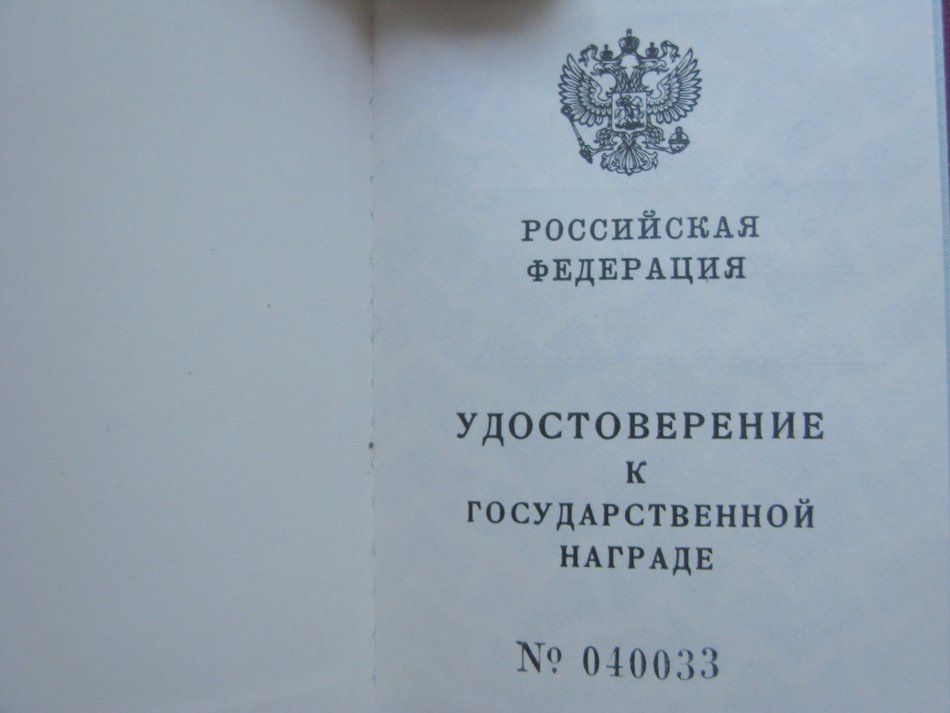 РОССИЙСКАЯ
ФЕДЕРАЦИЯ
УДОСТОВЕРЕНИЕ
К
ГОСУДАРСТВЕННОЙ
НАГРАДЕ
№ 040033